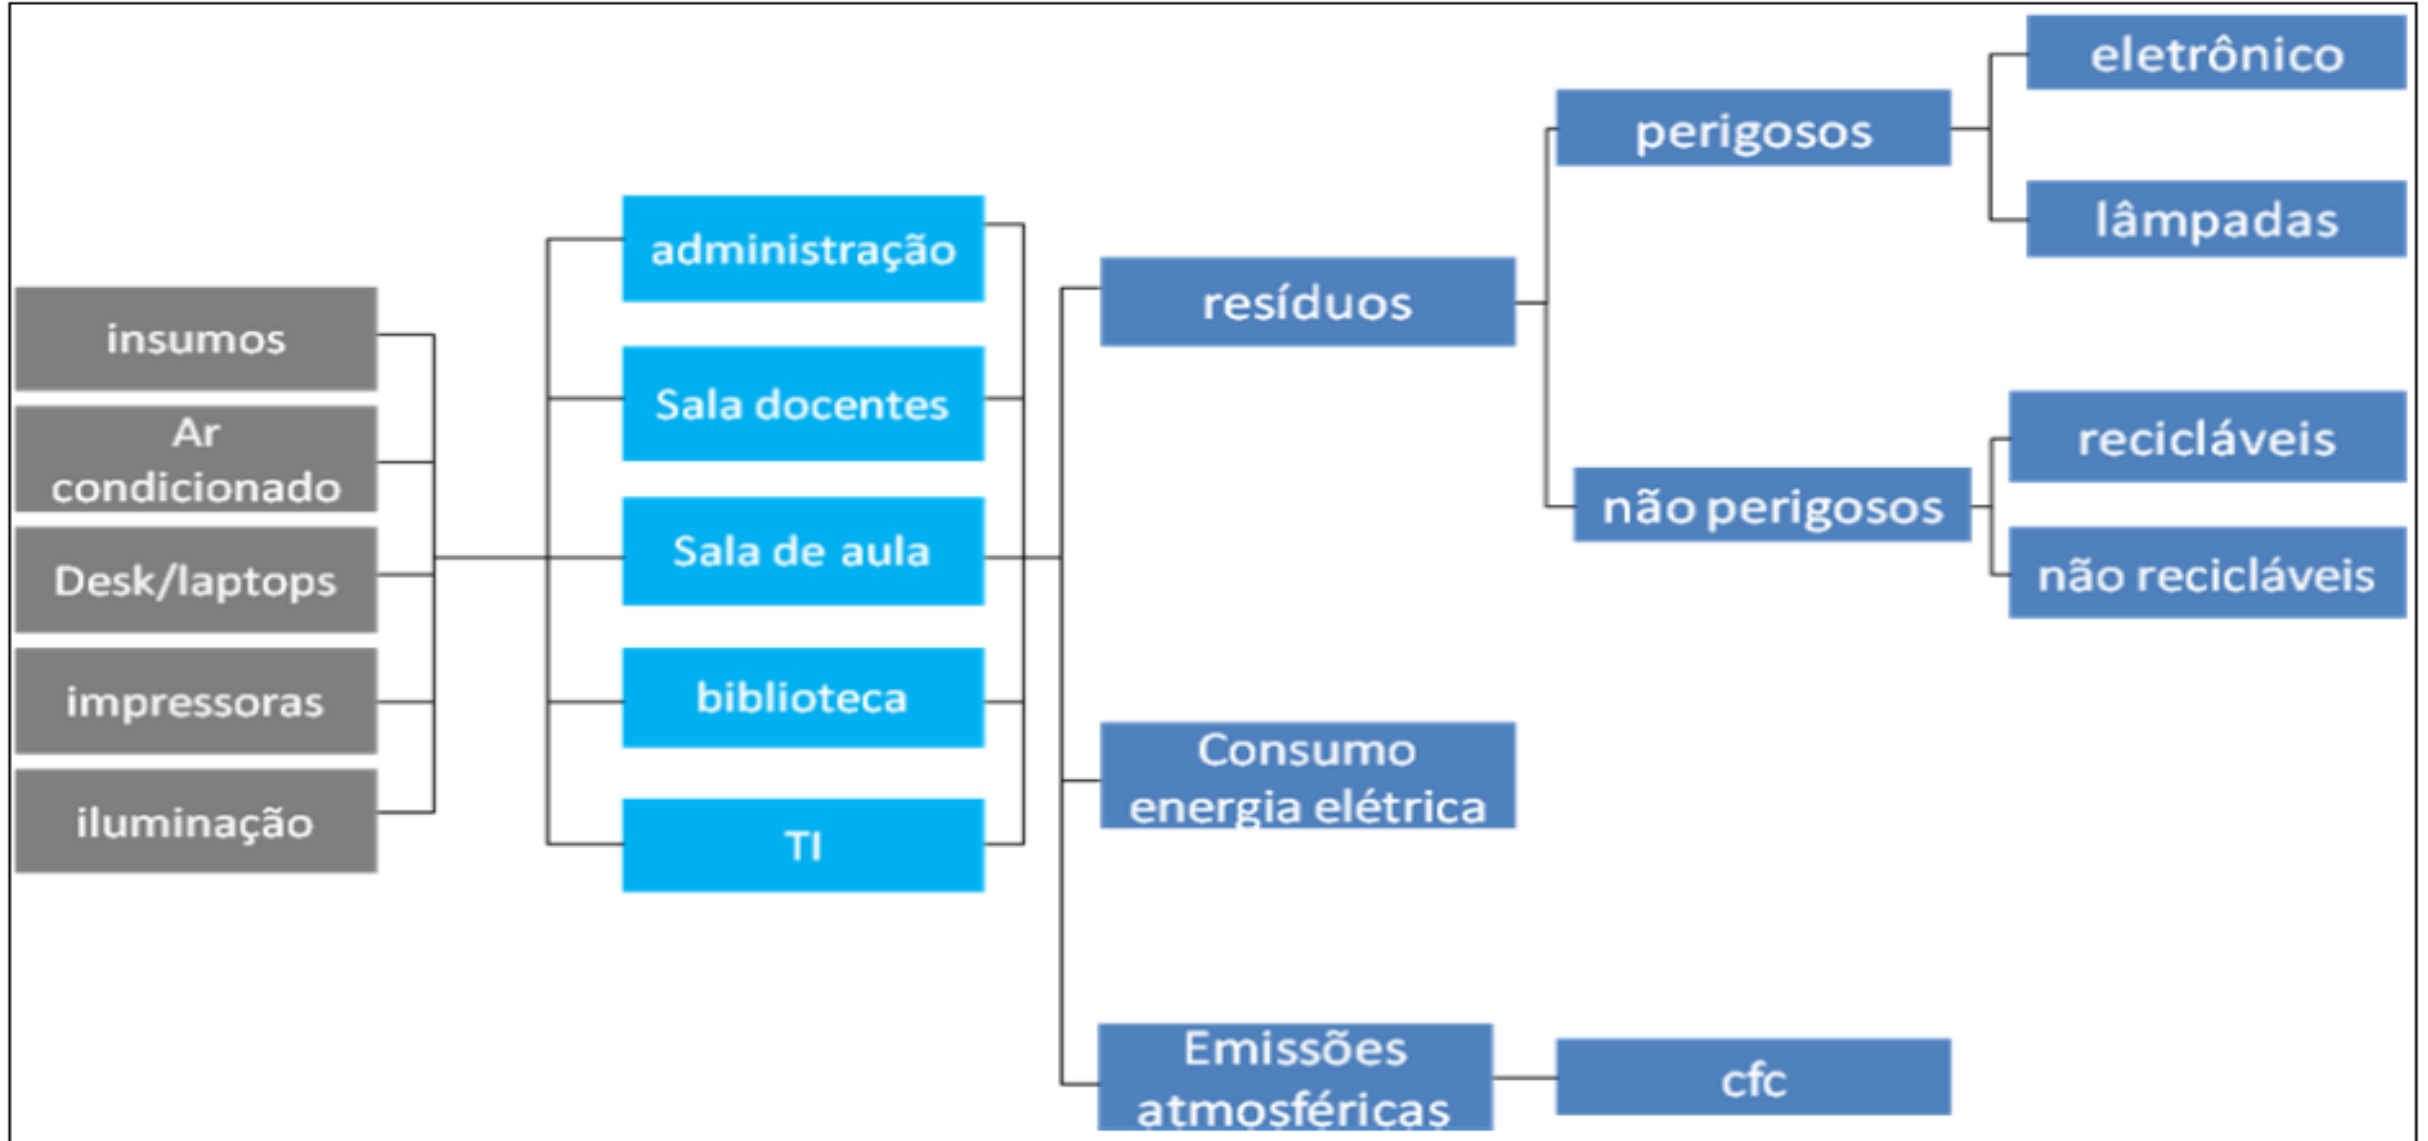 insumos
Ar
condicionado
Desk/laptops
impressoras
iluminação
administração
Sala docentes
Sala de aula
biblioteca
TI
resíduos
Consumo
energia elétrica
Emissões
atmosféricas
perigosos
não perigosos
cfc
eletrônico
lâmpadas
recicláveis
não recicláveis